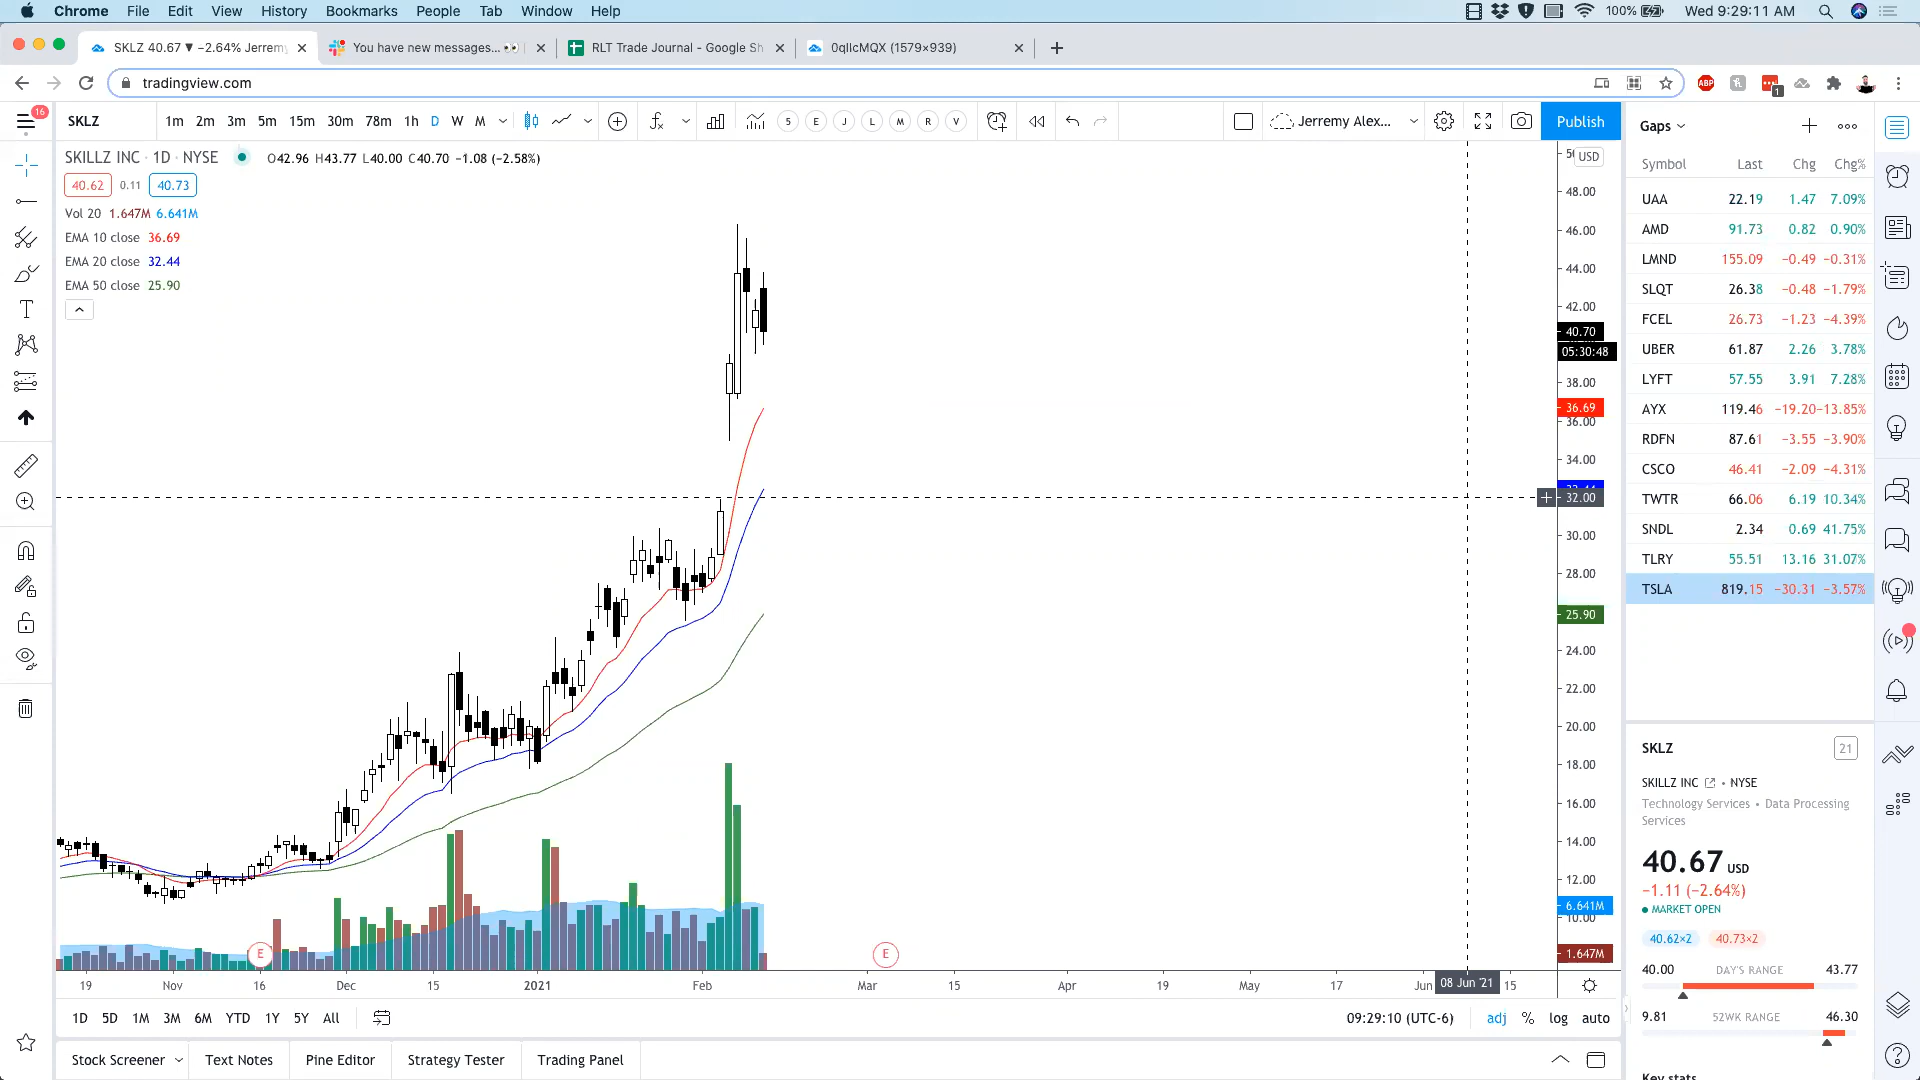 Chrome File Edit View History Bookmarks People Tab Window Help 100% Wed 9:29:11 AM
SKLZ 40.67 ▼ −2.64% Jerremy You have new messages... 👀 RLT Trade Journal - Google Sh 0qIIcMQX (1579×939)
tradingview.com ABP 1
16 SKLZ 1m 2m 3m 5m 15m 30m 78m 1h D W M S E J L M R V Jerremy Alex... Publish
SKILLZ INC · 1D · NYSE O42.96 H43.77 L40.00 C40.70 −1.08 (−2.58%)
40.62 0.11 40.73
Vol 20 1.647M 6.641M
EMA 10 close 36.69
EMA 20 close 32.44
EMA 50 close 25.90
USD
48.00
46.00
44.00
42.00
40.70
05:30:48
38.00
36.69
36.00
34.00
32.00
30.00
28.00
25.90
24.00
22.00
20.00
18.00
16.00
14.00
12.00
6.641M
10.00
1.647M
E E
19 Nov 16 Dec 15 2021 Feb Mar 15 Apr 19 May 17 Jun 08 Jun '21 15
1D 5D 1M 3M 6M YTD 1Y 5Y All 09:29:10 (UTC-6) adj % log auto
Stock Screener Text Notes Pine Editor Strategy Tester Trading Panel
Gaps
Symbol Last Chg Chg%
UAA 22.19 1.47 7.09%
AMD 91.73 0.82 0.90%
LMND 155.09 −0.49 −0.31%
SLQT 26.38 −0.48 −1.79%
FCEL 26.73 −1.23 −4.39%
UBER 61.87 2.26 3.78%
LYFT 57.55 3.91 7.28%
AYX 119.46 −19.20 −13.85%
RDFN 87.61 −3.55 −3.90%
CSCO 46.41 −2.09 −4.31%
TWTR 66.06 6.19 10.34%
SNDL 2.34 0.69 41.75%
TLRY 55.51 13.16 31.07%
TSLA 819.15 −30.31 −3.57%
SKLZ 21
SKILLZ INC • NYSE
Technology Services • Data Processing
Services
40.67 USD
−1.11 (−2.64%)
MARKET OPEN
40.62×2 40.73×2
40.00 DAY'S RANGE 43.77
9.81 52WK RANGE 46.30
Key stats